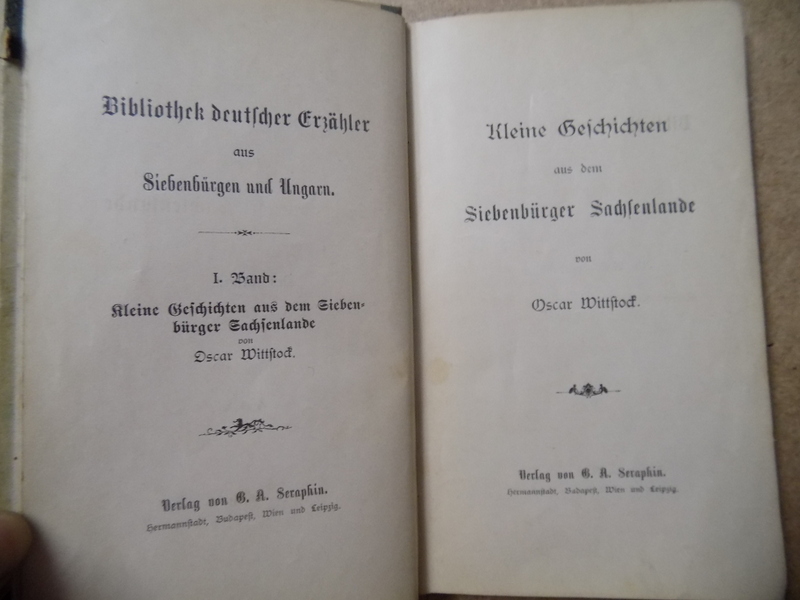 Bibliothek deutscher Erzähler
aus
Siebenbürgen und Ungarn.
I. Band:
Kleine Geschichten aus dem Sieben-
bürger Sachsenlande
von
Oscar Wittstock.
Verlag von G. A. Seraphin.
Hermannstadt, Budapest, Wien und Leipzig.
Kleine Geschichten
aus dem
Siebenbürger Sachsenlande
von
Oscar Wittstock.
Verlag von G. A. Seraphin.
Hermannstadt, Budapest, Wien und Leipzig.